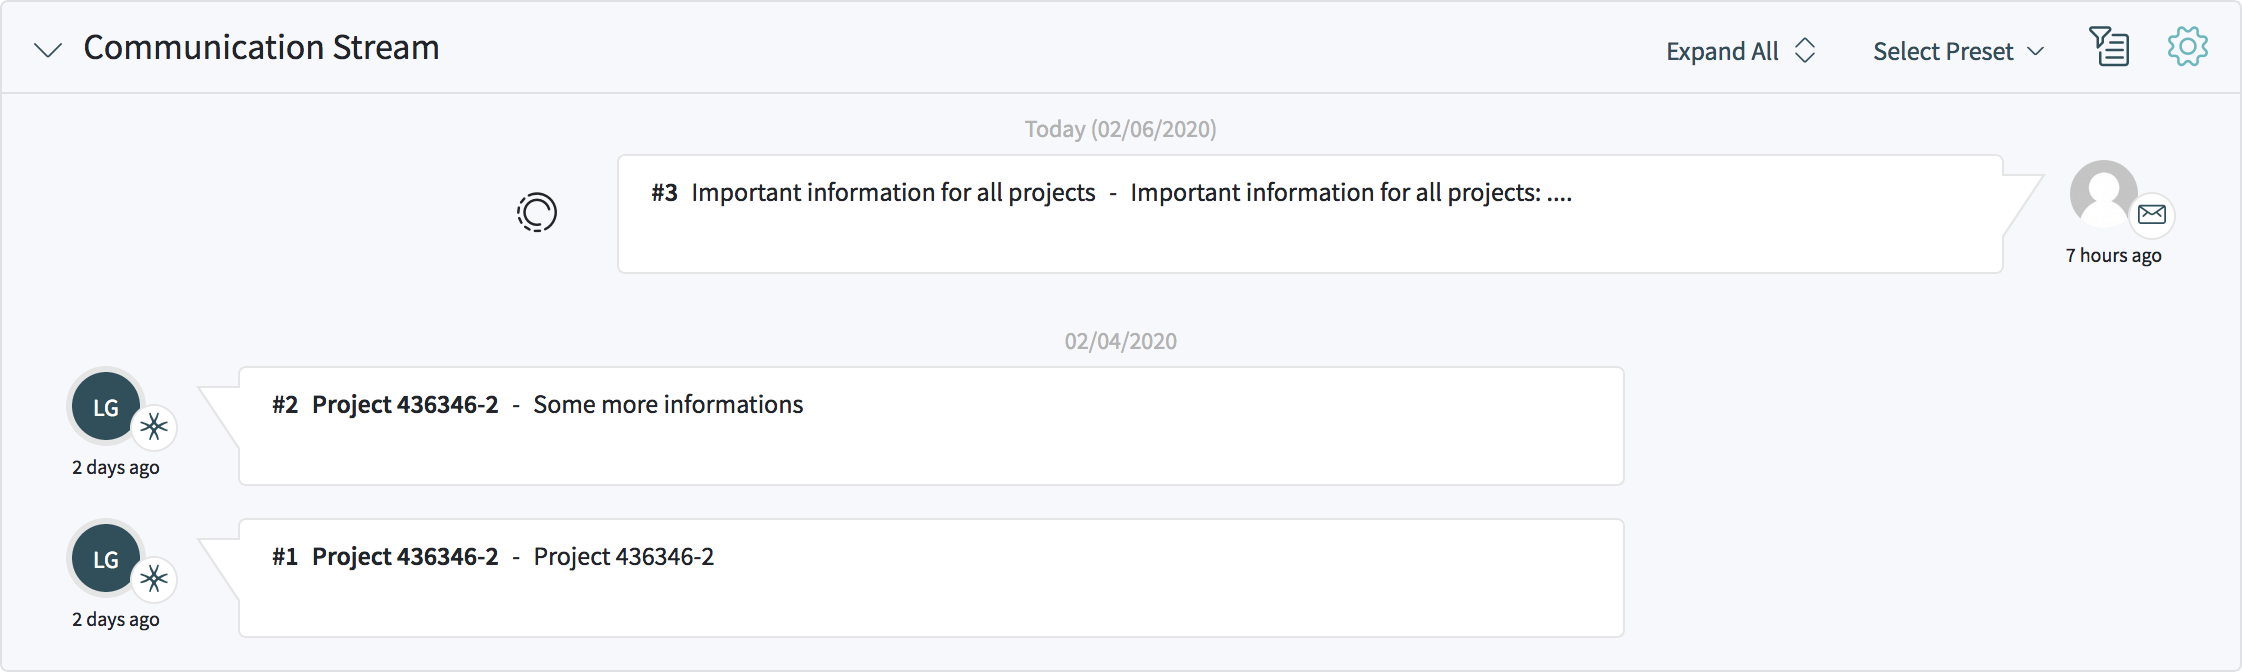 Communication Stream
Expand All
Select Preset
Today (02/06/2020)
#3 Important information for all projects - Important information for all projects: ....
7 hours ago
02/04/2020
LG
#2 Project 436346-2 - Some more informations
2 days ago
LG
#1 Project 436346-2 - Project 436346-2
2 days ago